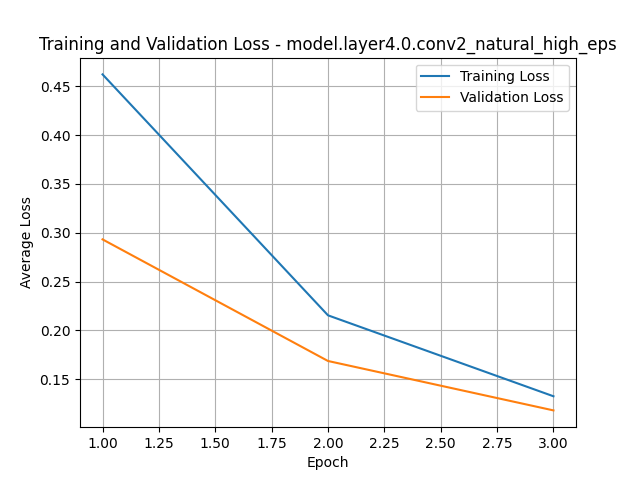 Training and Validation Loss - model.layer4.0.conv2_natural_high_eps
Training Loss
Validation Loss
Average Loss
0.45
0.40
0.35
0.30
0.25
0.20
0.15
1.00 1.25 1.50 1.75 2.00 2.25 2.50 2.75 3.00
Epoch